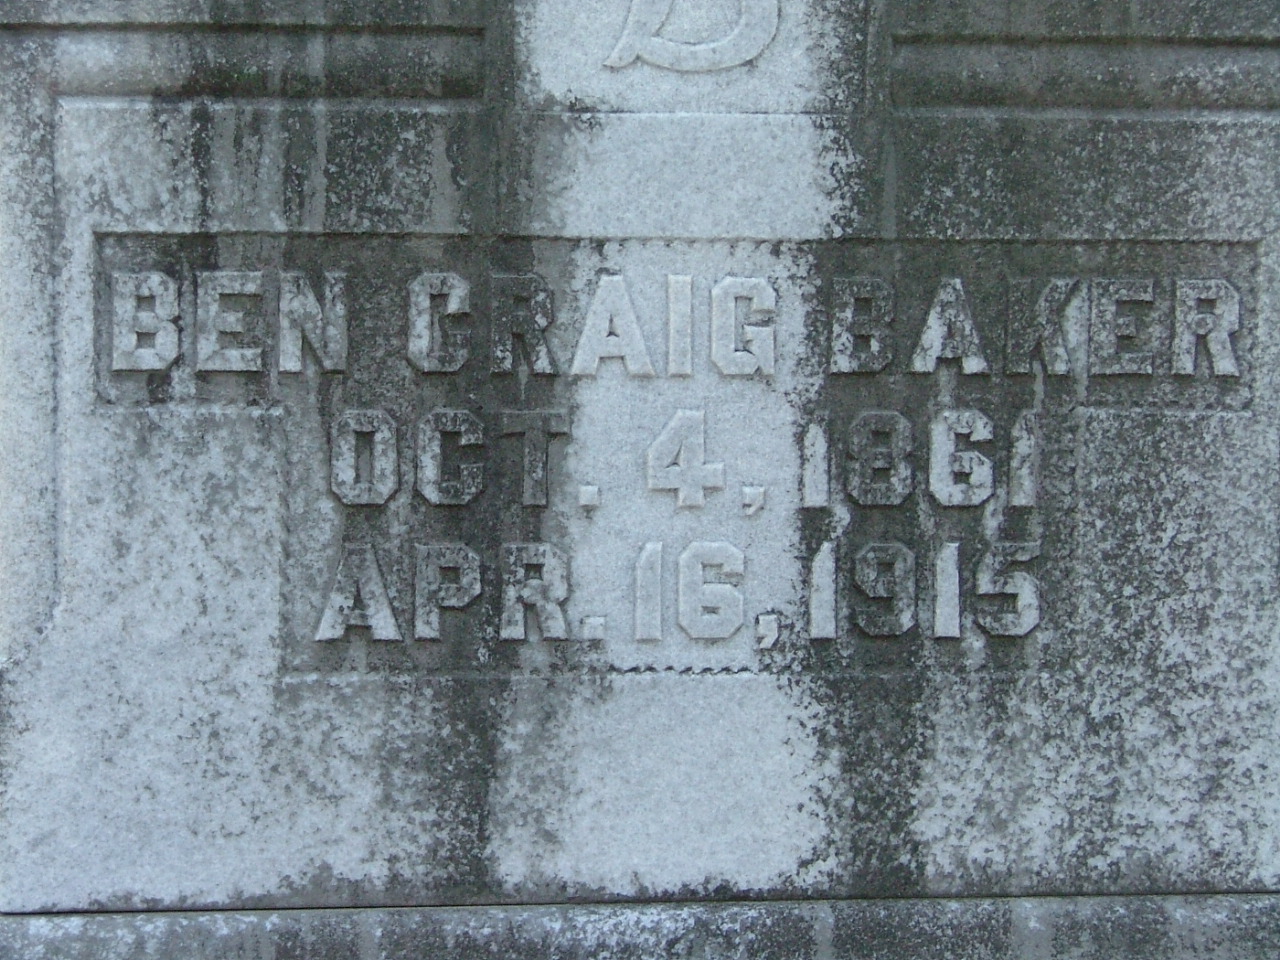 BEN CRAIG BAKER
OCT. 4, 1861
APR. 16, 1915